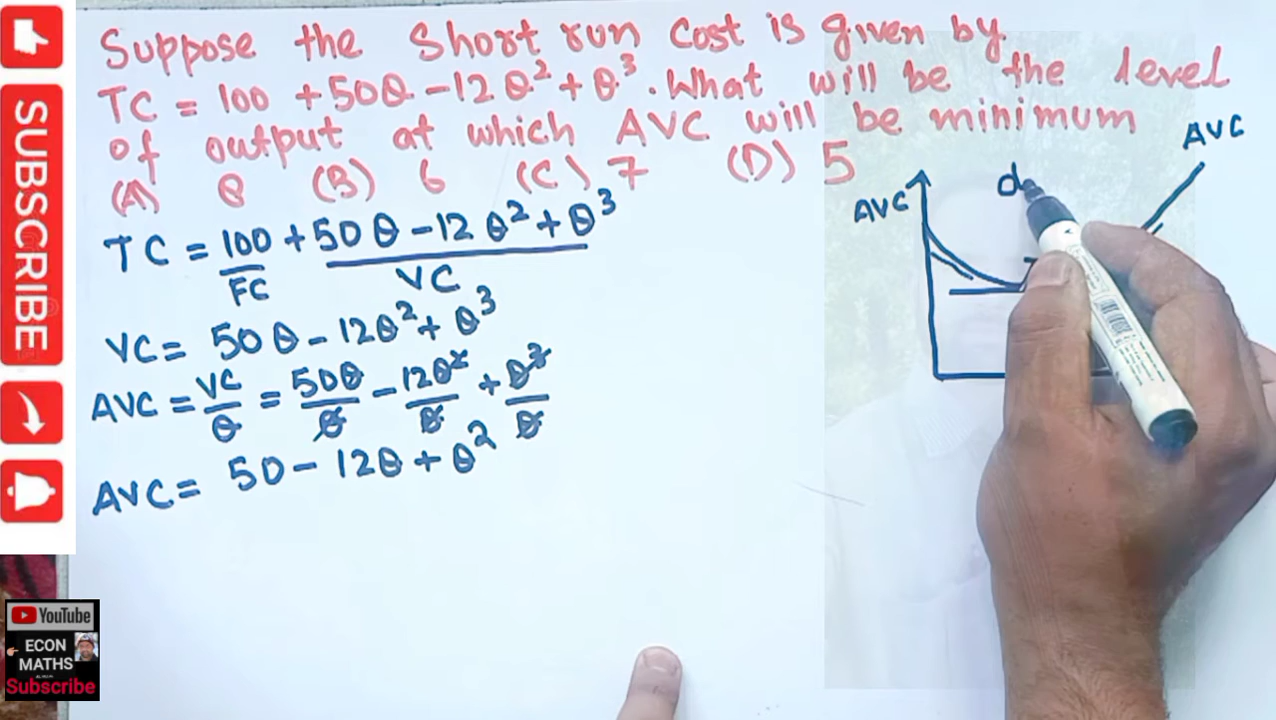 Suppose the Short run cost is given by
TC = 100 + 50Q - 12Q² + Q³. What will be the level
of output at which AVC will be minimum
(A) 8 (B) 6 (C) 7 (D) 5
TC = 100 + 50Q - 12Q² + Q³
FC VC
VC = 50Q - 12Q² + Q³
AVC = VC/Q = 50Q/Q - 12Q²/Q + Q³/Q
AVC = 50 - 12Q + Q²
AVC
AVC
d
SUBSCRIBE
YouTube
ECON
MATHS
Subscribe